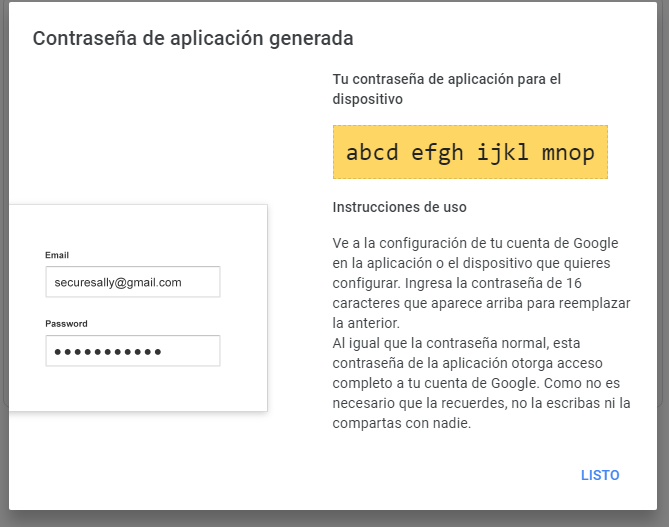 Contraseña de aplicación generada
Tu contraseña de aplicación para el
dispositivo
abcd efgh ijkl mnop
Email
securesally@gmail.com
Password
Instrucciones de uso
Ve a la configuración de tu cuenta de Google
en la aplicación o el dispositivo que quieres
configurar. Ingresa la contraseña de 16
caracteres que aparece arriba para reemplazar
la anterior.
Al igual que la contraseña normal, esta
contraseña de la aplicación otorga acceso
completo a tu cuenta de Google. Como no es
necesario que la recuerdes, no la escribas ni la
compartas con nadie.
LISTO